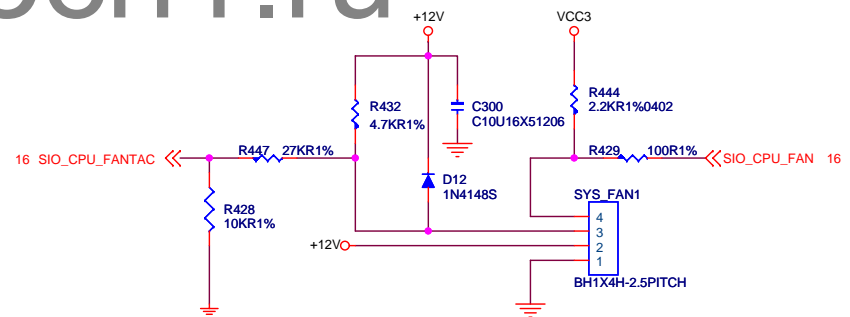 +12V
VCC3
R432
4.7KR1%
C300
C10U16X51206
R444
2.2KR1%0402
16 SIO_CPU_FANTAC
R447 27KR1%
R429 100R1%
SIO_CPU_FAN 16
D12
1N4148S
SYS_FAN1
R428
10KR1%
4
3
+12V
2
1
BH1X4H-2.5PITCH